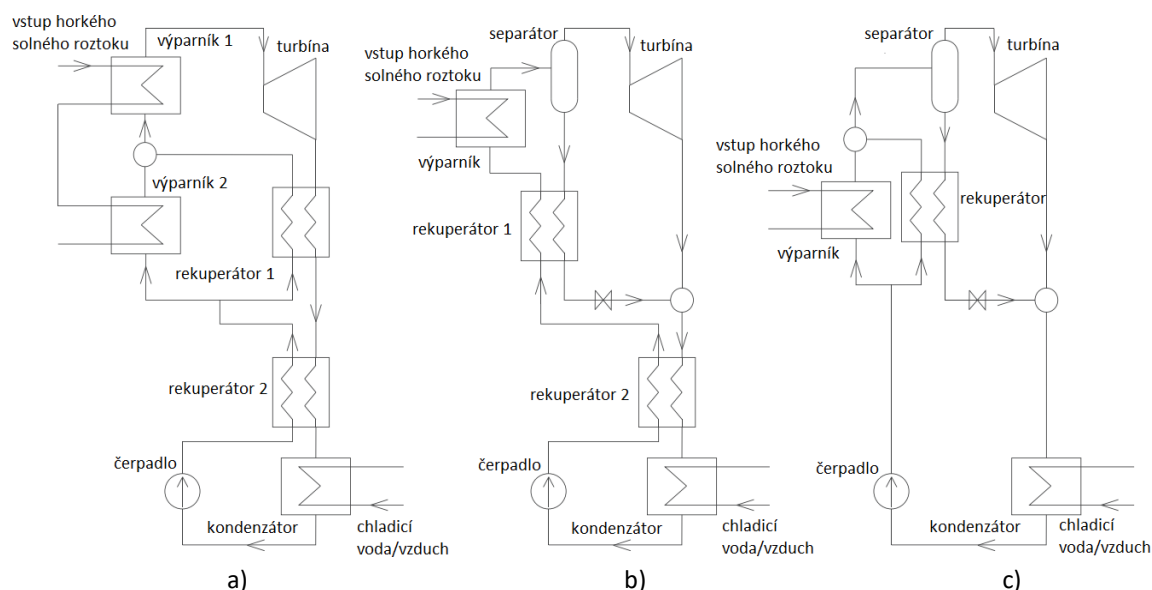 vstup horkého
solného roztoku
výparník 1
turbína
výparník 2
rekuperátor 1
rekuperátor 2
čerpadlo
kondenzátor
chladicí
voda/vzduch
a)
separátor
turbína
vstup horkého
solného roztoku
výparník
rekuperátor 1
rekuperátor 2
čerpadlo
kondenzátor
chladicí
voda/vzduch
b)
separátor
turbína
vstup horkého
solného roztoku
rekuperátor
výparník
čerpadlo
kondenzátor
chladicí
voda/vzduch
c)